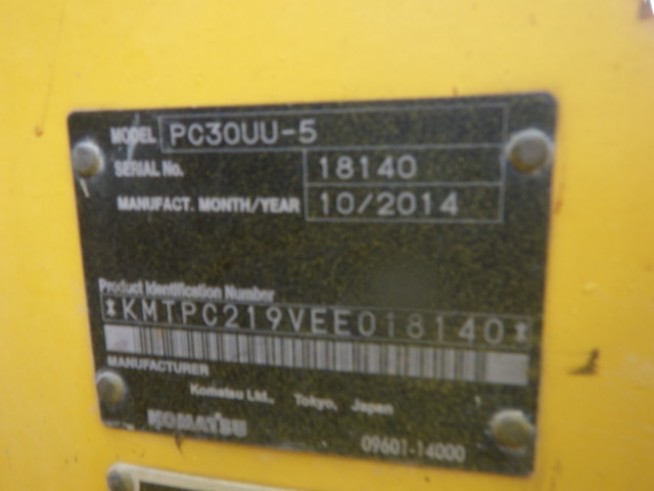 MODEL PC30UU-5
SERIAL No. 18140
MANUFACT. MONTH/YEAR 10/2014
Product Identification Number
*KMTPC219VEE018140*
MANUFACTURER
Komatsu Ltd., Tokyo, Japan
KOMATSU
09601-14000